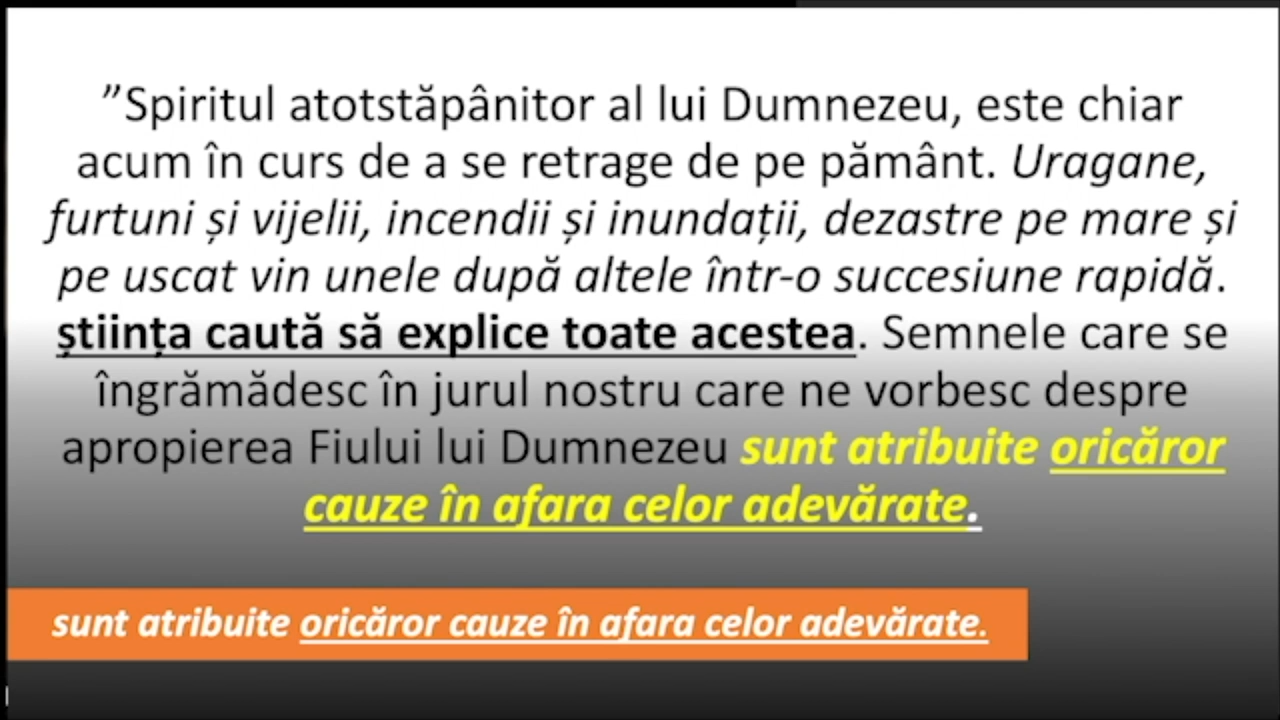 ”Spiritul atotstăpânitor al lui Dumnezeu, este chiar
acum în curs de a se retrage de pe pământ. Uragane,
furtuni și vijelii, incendii și inundații, dezastre pe mare și
pe uscat vin unele după altele într-o succesiune rapidă.
știința caută să explice toate acestea. Semnele care se
îngrămădesc în jurul nostru care ne vorbesc despre
apropierea Fiului lui Dumnezeu sunt atribuite oricăror
cauze în afara celor adevărate.
sunt atribuite oricăror cauze în afara celor adevărate.